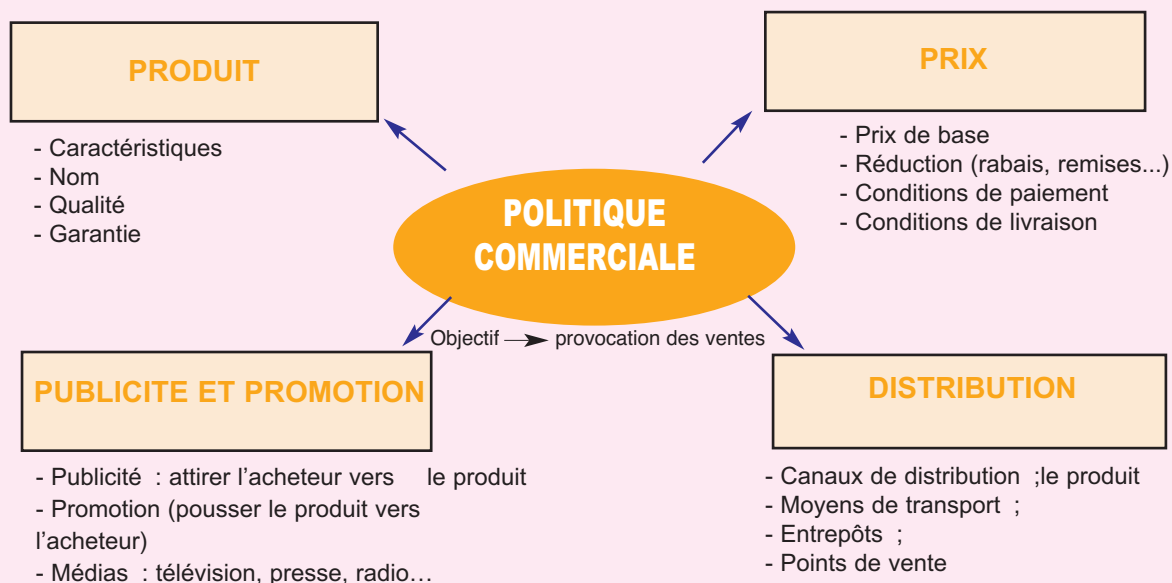 PRODUIT
- Caractéristiques
- Nom
- Qualité
- Garantie
PRIX
- Prix de base
- Réduction (rabais, remises...)
- Conditions de paiement
- Conditions de livraison
POLITIQUE
COMMERCIALE
Objectif → provocation des ventes
PUBLICITE ET PROMOTION
- Publicité : attirer l’acheteur vers le produit
- Promotion (pousser le produit vers
l’acheteur)
- Médias : télévision, presse, radio…
DISTRIBUTION
- Canaux de distribution ;le produit
- Moyens de transport ;
- Entrepôts ;
- Points de vente